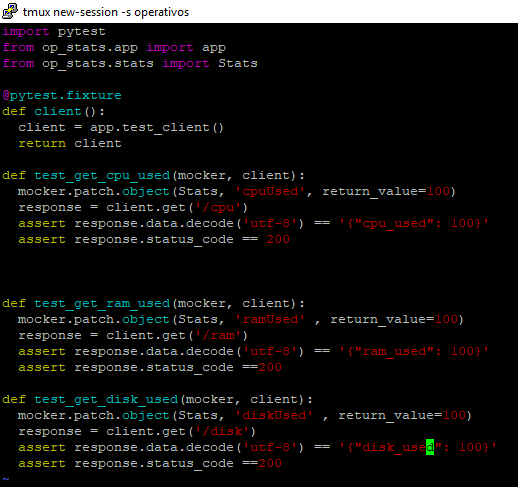 tmux new-session -s operativos
import pytest
from op_stats.app import app
from op_stats.stats import Stats
@pytest.fixture
def client():
  client = app.test_client()
  return client
def test_get_cpu_used(mocker, client):
  mocker.patch.object(Stats, 'cpuUsed', return_value=100)
  response = client.get('/cpu')
  assert response.data.decode('utf-8') == '{"cpu_used": 100}'
  assert response.status_code == 200
def test_get_ram_used(mocker, client):
  mocker.patch.object(Stats, 'ramUsed' , return_value=100)
  response = client.get('/ram')
  assert response.data.decode('utf-8') == '{"ram_used": 100}'
  assert response.status_code ==200
def test_get_disk_used(mocker, client):
  mocker.patch.object(Stats, 'diskUsed' , return_value=100)
  response = client.get('/disk')
  assert response.data.decode('utf-8') == '{"disk_used": 100}'
  assert response.status_code ==200
~